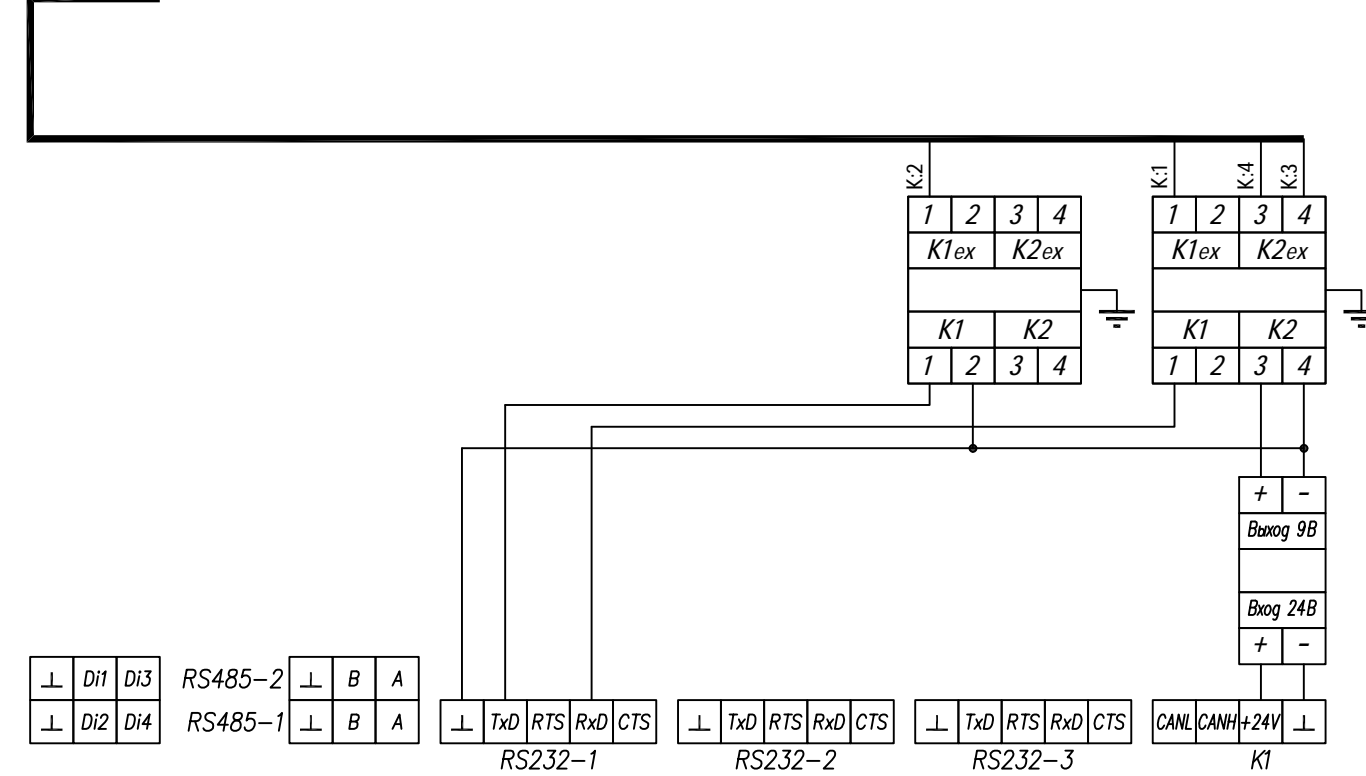 K:2 K:1 K:4 K:3
1 2 3 4 1 2 3 4
K1ex K2ex K1ex K2ex
K1 K2 K1 K2
1 2 3 4 1 2 3 4
+ -
Выход 9В
Вход 24В
+ -
⊥ Di1 Di3 RS485-2 ⊥ B A
⊥ Di2 Di4 RS485-1 ⊥ B A ⊥ TxD RTS RxD CTS ⊥ TxD RTS RxD CTS ⊥ TxD RTS RxD CTS CANL CANH +24V ⊥
RS232-1 RS232-2 RS232-3 K1